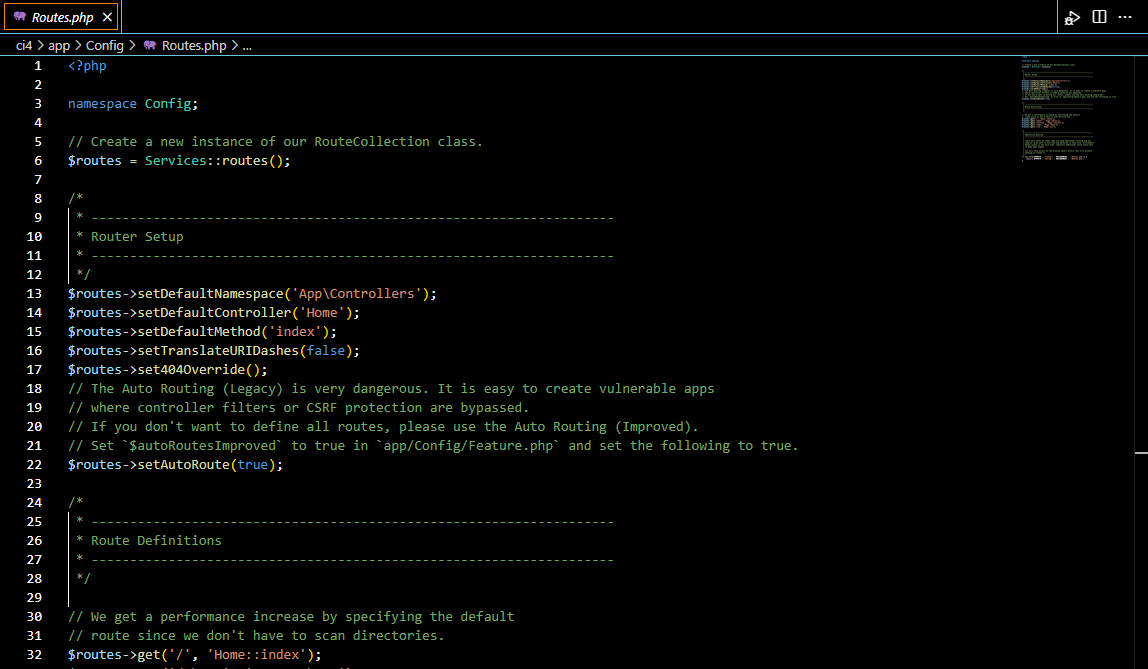 Routes.php
ci4 > app > Config > Routes.php > ...
1 <?php
2
3 namespace Config;
4
5 // Create a new instance of our RouteCollection class.
6 $routes = Services::routes();
7
8 /*
9 * --------------------------------------------------------------------
10 * Router Setup
11 * --------------------------------------------------------------------
12 */
13 $routes->setDefaultNamespace('App\Controllers');
14 $routes->setDefaultController('Home');
15 $routes->setDefaultMethod('index');
16 $routes->setTranslateURIDashes(false);
17 $routes->set404Override();
18 // The Auto Routing (Legacy) is very dangerous. It is easy to create vulnerable apps
19 // where controller filters or CSRF protection are bypassed.
20 // If you don't want to define all routes, please use the Auto Routing (Improved).
21 // Set `$autoRoutesImproved` to true in `app/Config/Feature.php` and set the following to true.
22 $routes->setAutoRoute(true);
23
24 /*
25 * --------------------------------------------------------------------
26 * Route Definitions
27 * --------------------------------------------------------------------
28 */
29
30 // We get a performance increase by specifying the default
31 // route since we don't have to scan directories.
32 $routes->get('/', 'Home::index');